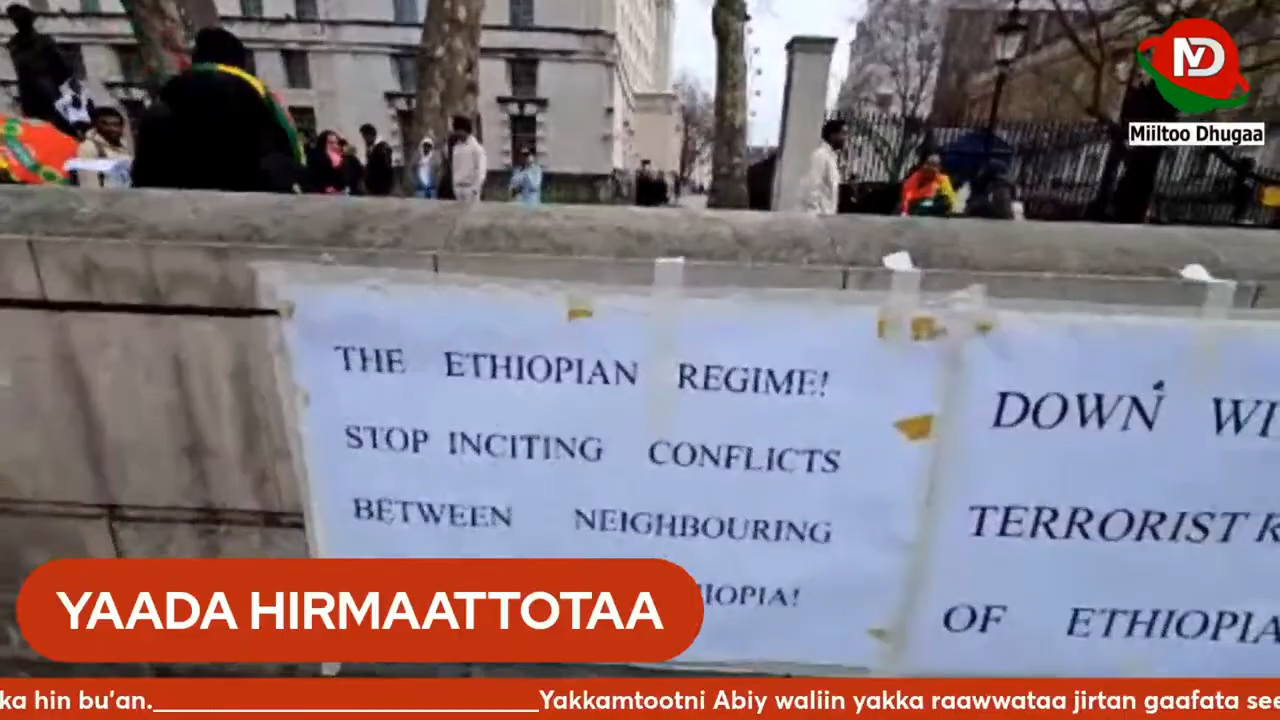 MD
Miiltoo Dhugaa
THE ETHIOPIAN REGIME!
STOP INCITING CONFLICTS
BETWEEN NEIGHBOURING
DOWN
TERRORIST
OF ETHIOPIA
YAADA HIRMAATTOTAA
ka hin bu'an. Yakkamtootni Abiy waliin yakka raawwataa jirtan gaafata